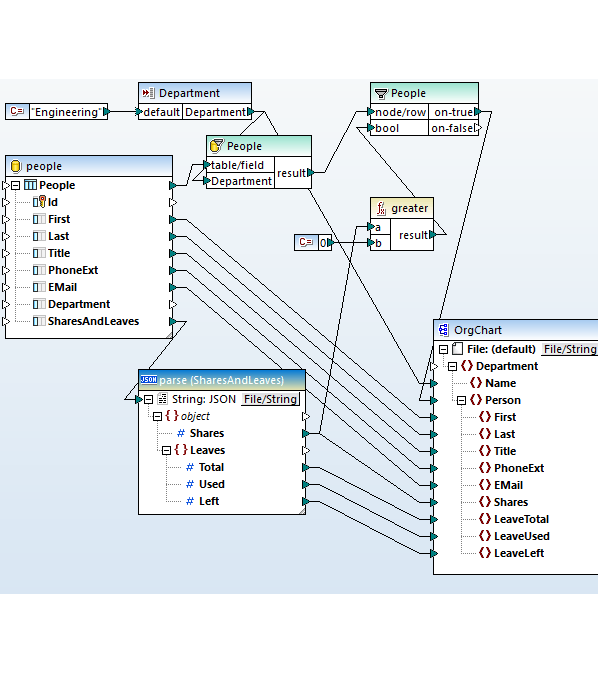 Department
C= "Engineering"
default Department
People
node/row on-true
bool on-false
People
table/field
Department result
people
People
Id
First
Last
Title
PhoneExt
EMail
Department
SharesAndLeaves
greater
a
b result
C= 0
JSON parse (SharesAndLeaves)
String: JSON File/String
{} object
# Shares
{} Leaves
# Total
# Used
# Left
OrgChart
File: (default) File/String
Department
Name
Person
First
Last
Title
PhoneExt
EMail
Shares
LeaveTotal
LeaveUsed
LeaveLeft